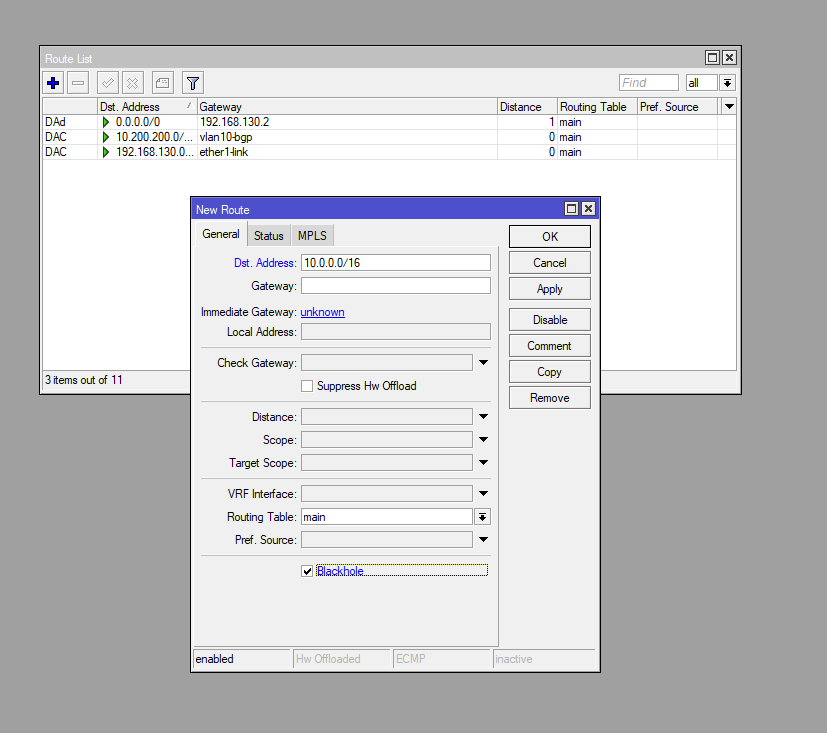 Route List
Find
all
Dst. Address Gateway Distance Routing Table Pref. Source
DAd 0.0.0.0/0 192.168.130.2 1 main
DAC 10.200.200.0/... vlan10-bgp 0 main
DAC 192.168.130.0... ether1-link 0 main
3 items out of 11
New Route
General Status MPLS
Dst. Address: 10.0.0.0/16
Gateway:
Immediate Gateway: unknown
Local Address:
Check Gateway:
Suppress Hw Offload
Distance:
Scope:
Target Scope:
VRF Interface:
Routing Table: main
Pref. Source:
Blackhole
OK
Cancel
Apply
Disable
Comment
Copy
Remove
enabled Hw Offloaded ECMP inactive